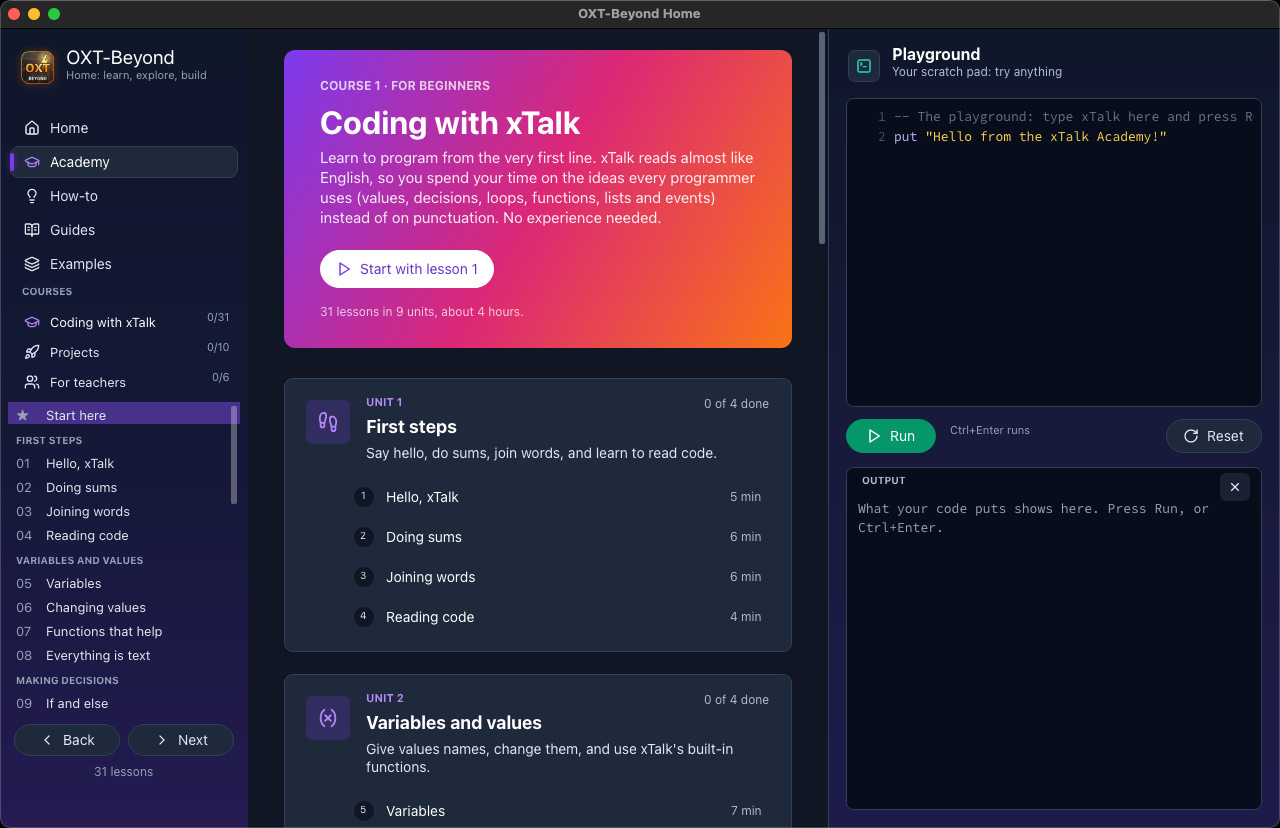 OXT-Beyond Home
OXT
BEYOND
OXT-Beyond
Home: learn, explore, build
Home
Academy
How-to
Guides
Examples
COURSES
Coding with xTalk 0/31
Projects 0/10
For teachers 0/6
Start here
FIRST STEPS
01 Hello, xTalk
02 Doing sums
03 Joining words
04 Reading code
VARIABLES AND VALUES
05 Variables
06 Changing values
07 Functions that help
08 Everything is text
MAKING DECISIONS
09 If and else
Back Next
31 lessons
COURSE 1 · FOR BEGINNERS
Coding with xTalk
Learn to program from the very first line. xTalk reads almost like
English, so you spend your time on the ideas every programmer
uses (values, decisions, loops, functions, lists and events)
instead of on punctuation. No experience needed.
Start with lesson 1
31 lessons in 9 units, about 4 hours.
UNIT 1 0 of 4 done
First steps
Say hello, do sums, join words, and learn to read code.
1 Hello, xTalk 5 min
2 Doing sums 6 min
3 Joining words 6 min
4 Reading code 4 min
UNIT 2 0 of 4 done
Variables and values
Give values names, change them, and use xTalk's built-in
functions.
5 Variables 7 min
Playground
Your scratch pad: try anything
1 -- The playground: type xTalk here and press R
2 put "Hello from the xTalk Academy!"
Run Ctrl+Enter runs Reset
OUTPUT
What your code puts shows here. Press Run, or
Ctrl+Enter.